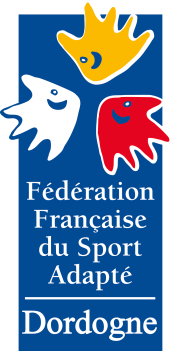 Fédération
Française
du Sport
Adapté
Dordogne